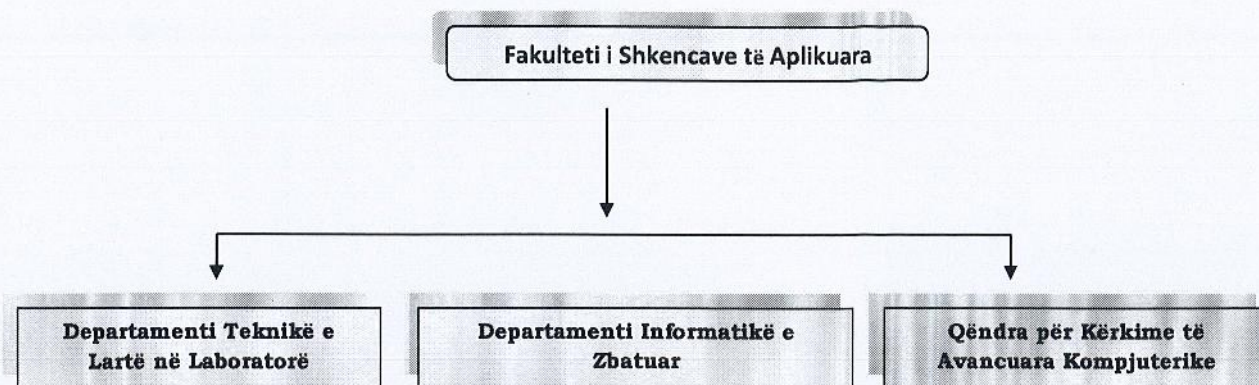 Fakulteti i Shkencave të Aplikuara
Departamenti Teknikë e
Lartë në Laboratorë
Departamenti Informatikë e
Zbatuar
Qëndra për Kërkime të
Avancuara Kompjuterike